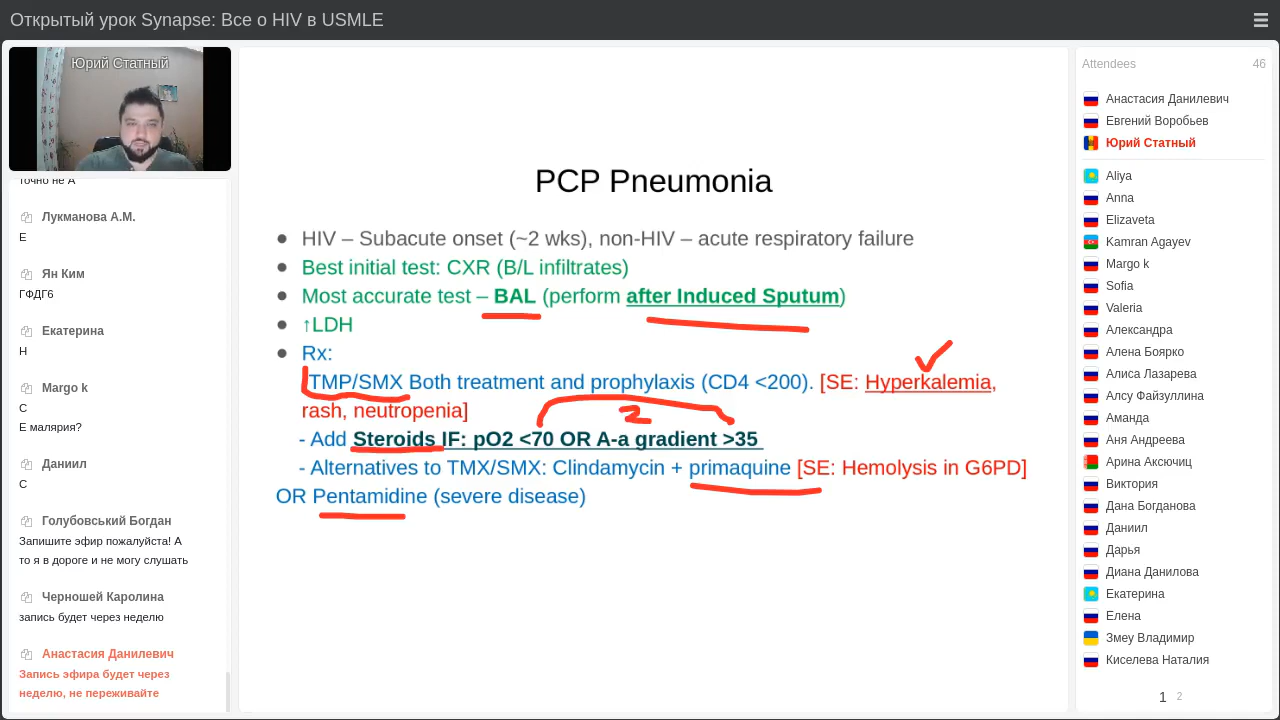 Открытый урок Synapse: Все о HIV в USMLE
Юрий Статный
точно не А
Лукманова А.М.
Е
Ян Ким
ГФДГ6
Екатерина
Н
Margo k
С
Е малярия?
Даниил
С
Голубовський Богдан
Запишите эфир пожалуйста! А
то я в дороге и не могу слушать
Черношей Каролина
запись будет через неделю
Анастасия Данилевич
Запись эфира будет через
неделю, не переживайте
PCP Pneumonia
● HIV – Subacute onset (~2 wks), non-HIV – acute respiratory failure
● Best initial test: CXR (B/L infiltrates)
● Most accurate test – BAL (perform after Induced Sputum)
● ↑LDH
● Rx:
TMP/SMX Both treatment and prophylaxis (CD4 <200). [SE: Hyperkalemia,
rash, neutropenia]
2
- Add Steroids IF: pO2 <70 OR A-a gradient >35
- Alternatives to TMX/SMX: Clindamycin + primaquine [SE: Hemolysis in G6PD]
OR Pentamidine (severe disease)
Attendees 46
Анастасия Данилевич
Евгений Воробьев
Юрий Статный
Aliya
Anna
Elizaveta
Kamran Agayev
Margo k
Sofia
Valeria
Александра
Алена Боярко
Алиса Лазарева
Алсу Файзуллина
Аманда
Аня Андреева
Арина Аксючиц
Виктория
Дана Богданова
Даниил
Дарья
Диана Данилова
Екатерина
Елена
Змеу Владимир
Киселева Наталия
1 2